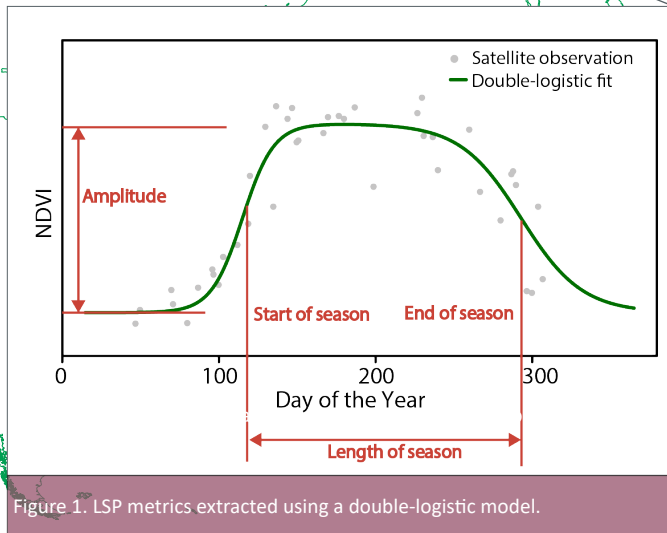 Satellite observation
Double-logistic fit
Amplitude
NDVI
Start of season
End of season
0
100
200
300
Day of the Year
Length of season
Figure 1. LSP metrics extracted using a double-logistic model.